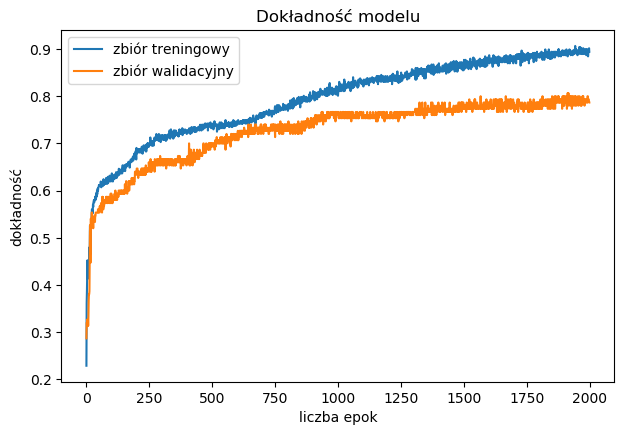 Dokładność modelu
zbiór treningowy
zbiór walidacyjny
dokładność
0.9
0.8
0.7
0.6
0.5
0.4
0.3
0.2
0 250 500 750 1000 1250 1500 1750 2000
liczba epok